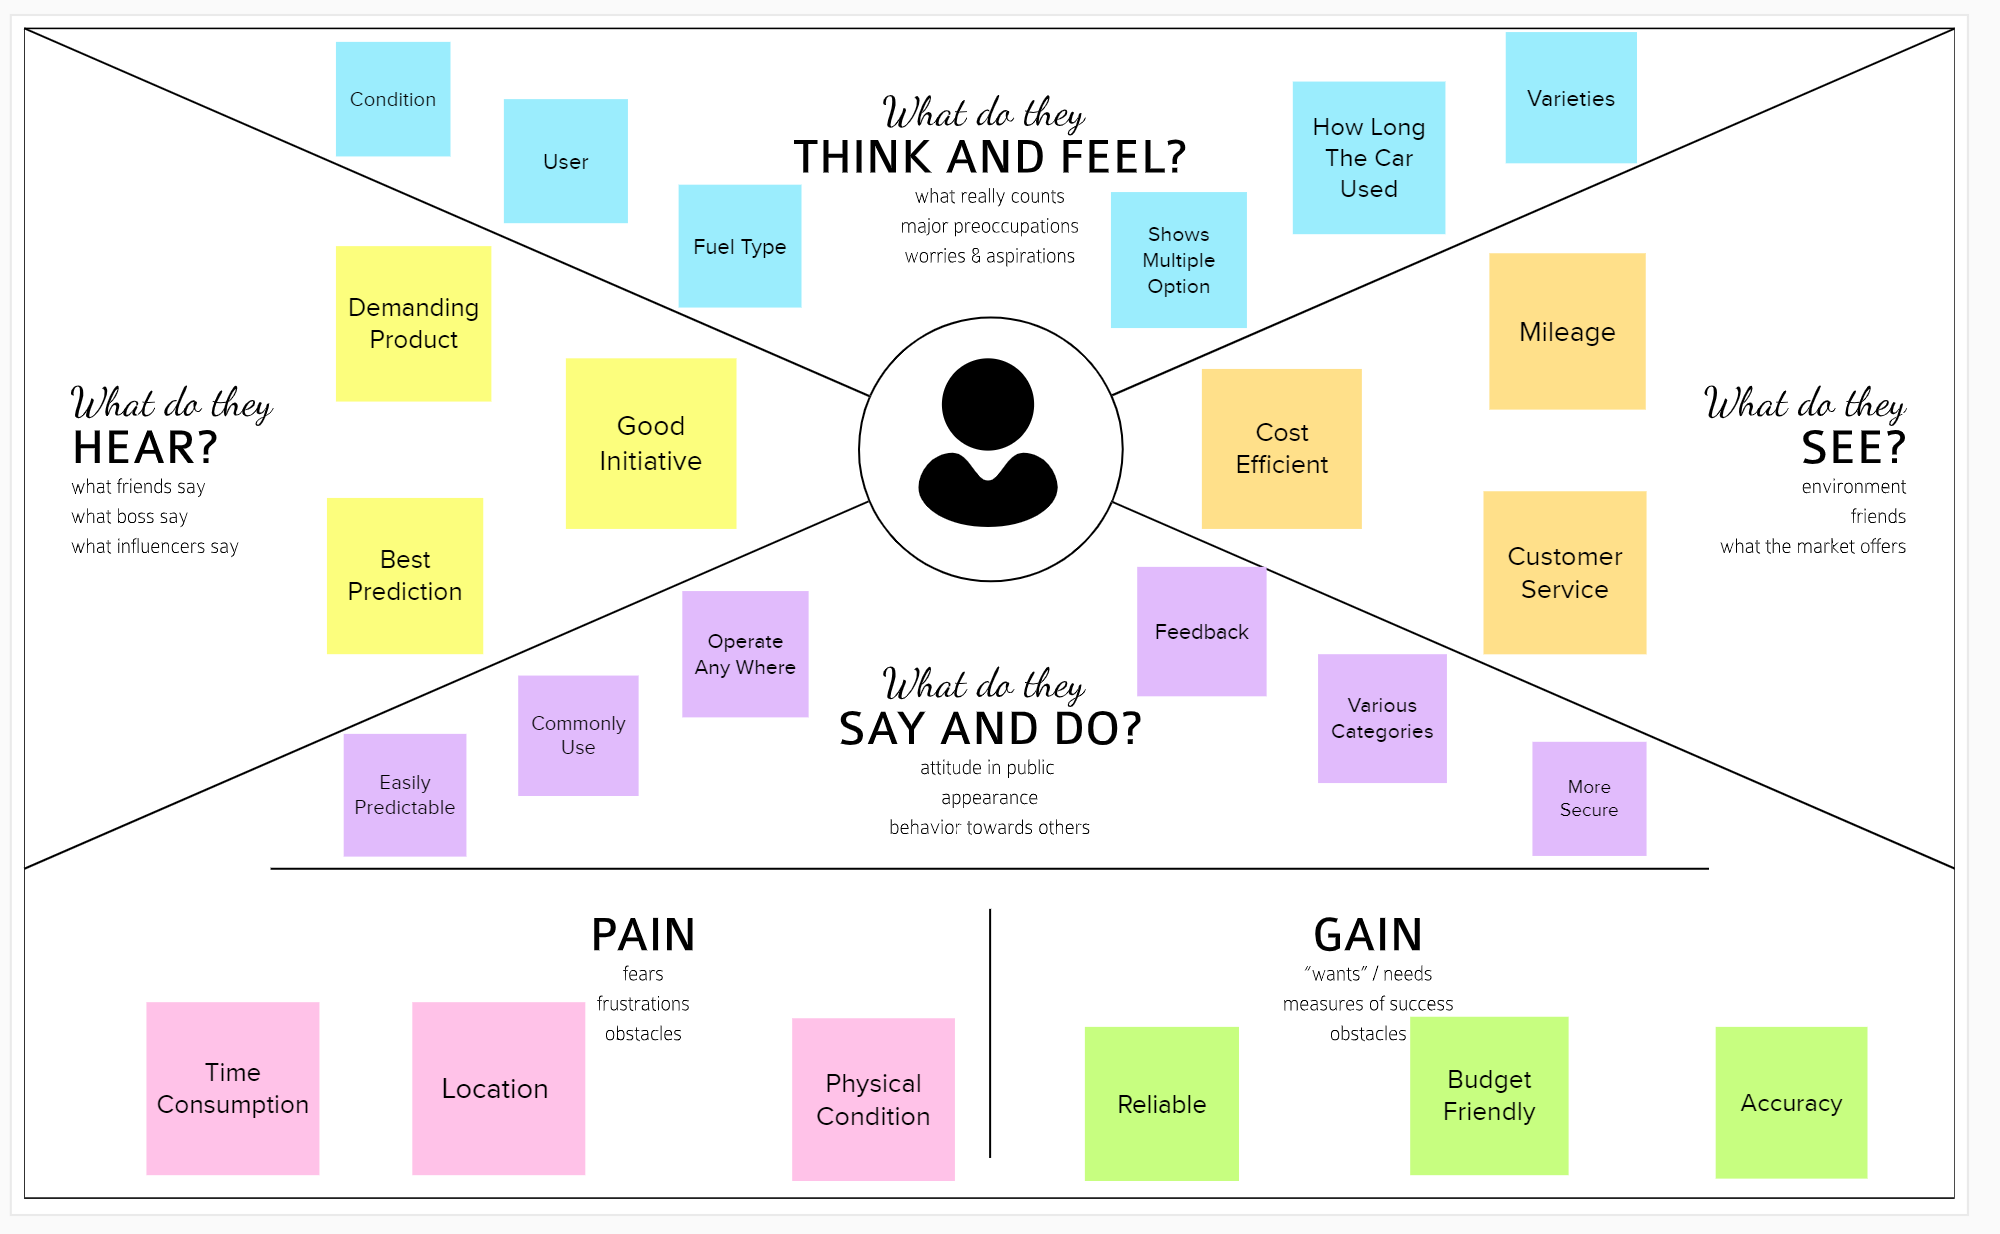 Condition
User
Fuel Type
What do they
THINK AND FEEL?
what really counts
major preoccupations
worries & aspirations
Shows
Multiple
Option
How Long
The Car
Used
Varieties
What do they
HEAR?
what friends say
what boss say
what influencers say
Demanding
Product
Good
Initiative
Best
Prediction
Cost
Efficient
Mileage
Customer
Service
What do they
SEE?
environment
friends
what the market offers
Easily
Predictable
Commonly
Use
Operate
Any Where
What do they
SAY AND DO?
attitude in public
appearance
behavior towards others
Feedback
Various
Categories
More
Secure
PAIN
fears
frustrations
obstacles
Time
Consumption
Location
Physical
Condition
GAIN
“wants” / needs
measures of success
obstacles
Reliable
Budget
Friendly
Accuracy